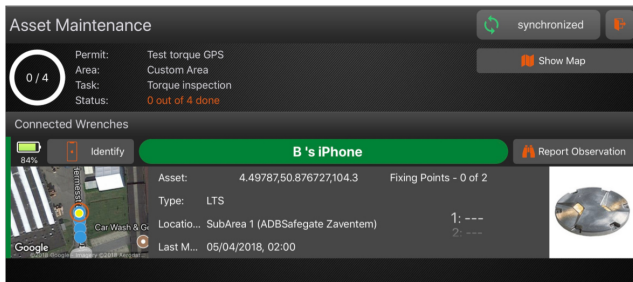 Asset Maintenance
synchronized
0 / 4
Permit: Test torque GPS
Area: Custom Area
Task: Torque inspection
Status: 0 out of 4 done
Show Map
Connected Wrenches
84%
Identify
B 's iPhone
Report Observation
Asset: 4.49787,50.876727,104.3 Fixing Points - 0 of 2
Type: LTS
Locatio... SubArea 1 (ADBSafegate Zaventem)
Last M... 05/04/2018, 02:00
1: ---
2: ---
Car Wash & G
Google